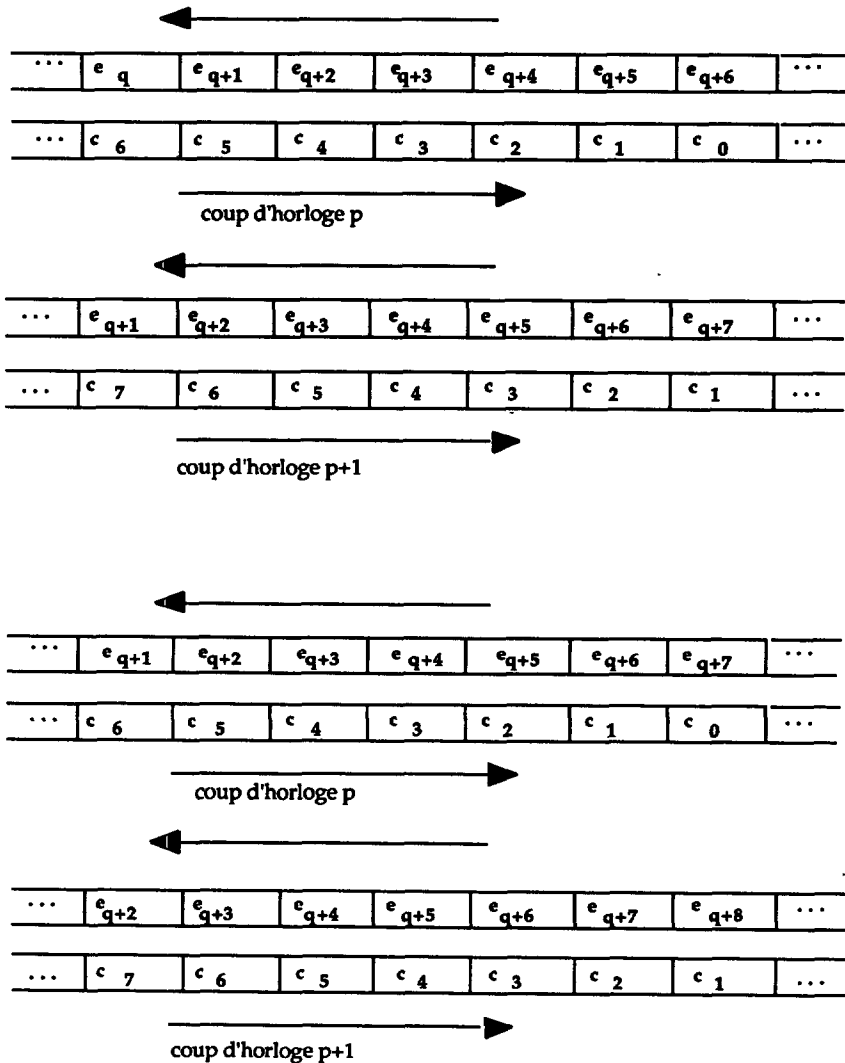 ... e q e q+1 e q+2 e q+3 e q+4 e q+5 e q+6 ...
... c 6 c 5 c 4 c 3 c 2 c 1 c 0 ...
coup d'horloge p
... e q+1 e q+2 e q+3 e q+4 e q+5 e q+6 e q+7 ...
... c 7 c 6 c 5 c 4 c 3 c 2 c 1 ...
coup d'horloge p+1
... e q+1 e q+2 e q+3 e q+4 e q+5 e q+6 e q+7 ...
... c 6 c 5 c 4 c 3 c 2 c 1 c 0 ...
coup d'horloge p
... e q+2 e q+3 e q+4 e q+5 e q+6 e q+7 e q+8 ...
... c 7 c 6 c 5 c 4 c 3 c 2 c 1 ...
coup d'horloge p+1